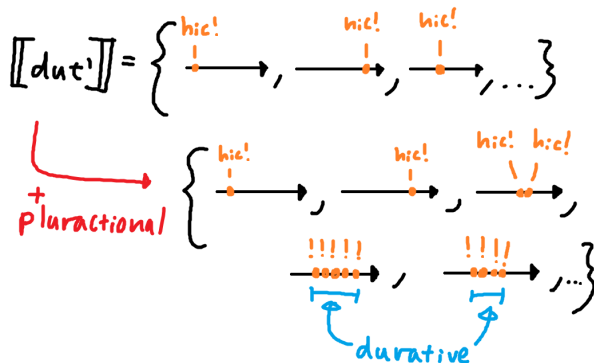 hic! hic! hic!
⟦dut'⟧ = { , , , ... }
+ pluractional
{ hic! , hic! , hic! hic! ,
!!!!! , !!!! , ... }
durative